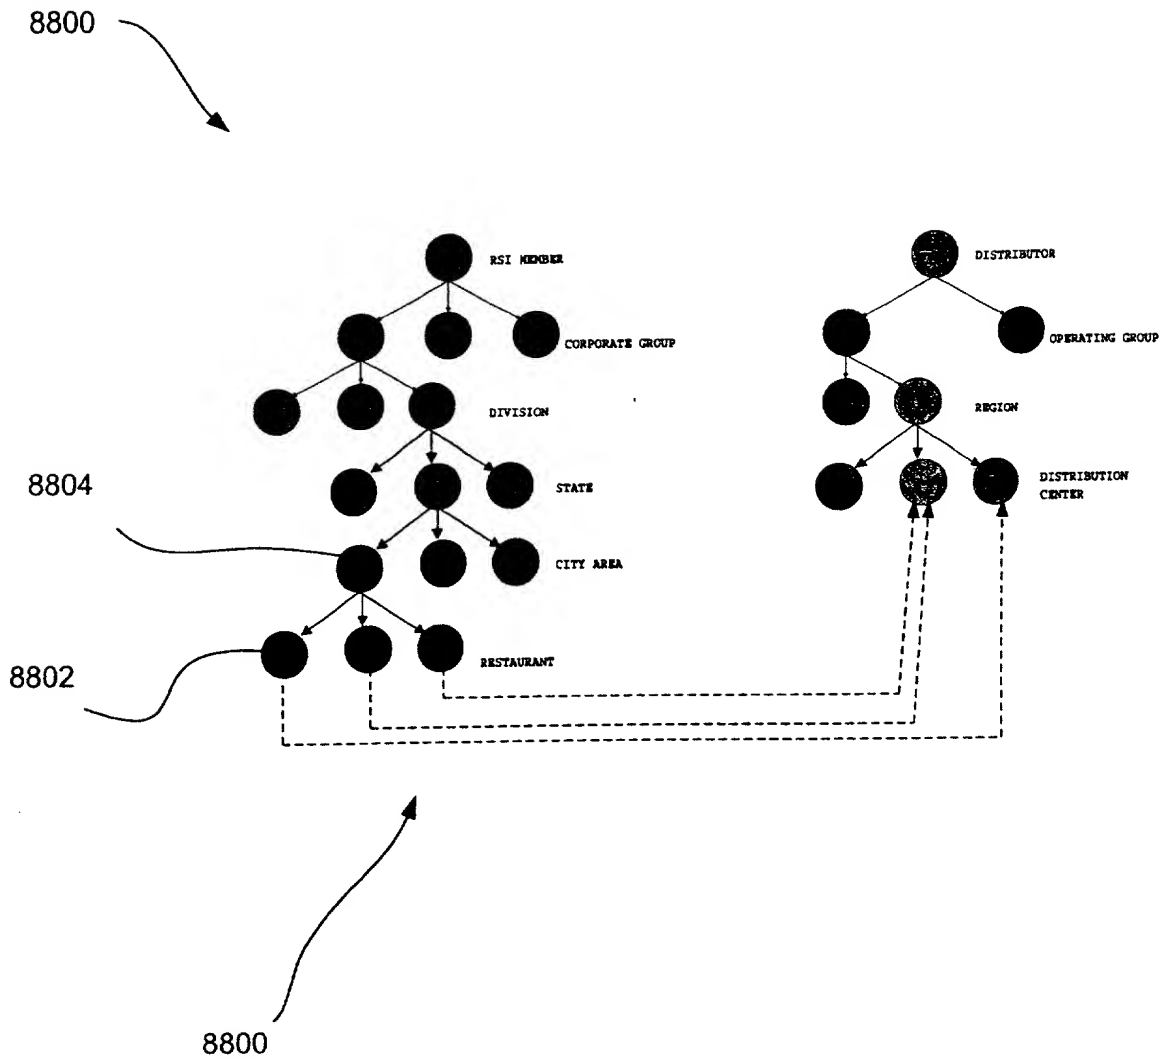 8800
RSI MEMBER
DISTRIBUTOR
CORPORATE GROUP
OPERATING GROUP
DIVISION
REGION
8804
STATE
DISTRIBUTION
CENTER
CITY AREA
RESTAURANT
8802
8800